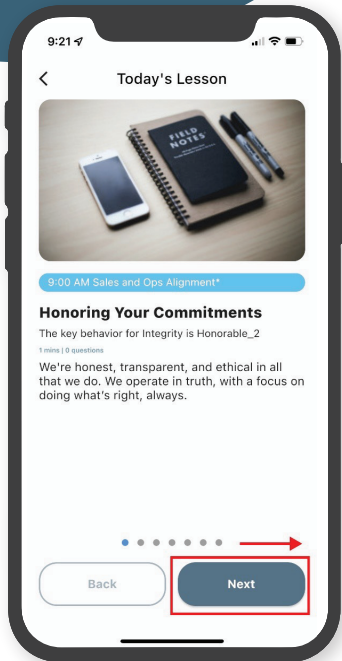 9:21
Today's Lesson
FIELD
NOTES
9:00 AM Sales and Ops Alignment*
Honoring Your Commitments
The key behavior for Integrity is Honorable_2
1 mins | 0 questions
We're honest, transparent, and ethical in all
that we do. We operate in truth, with a focus on
doing what's right, always.
Back
Next